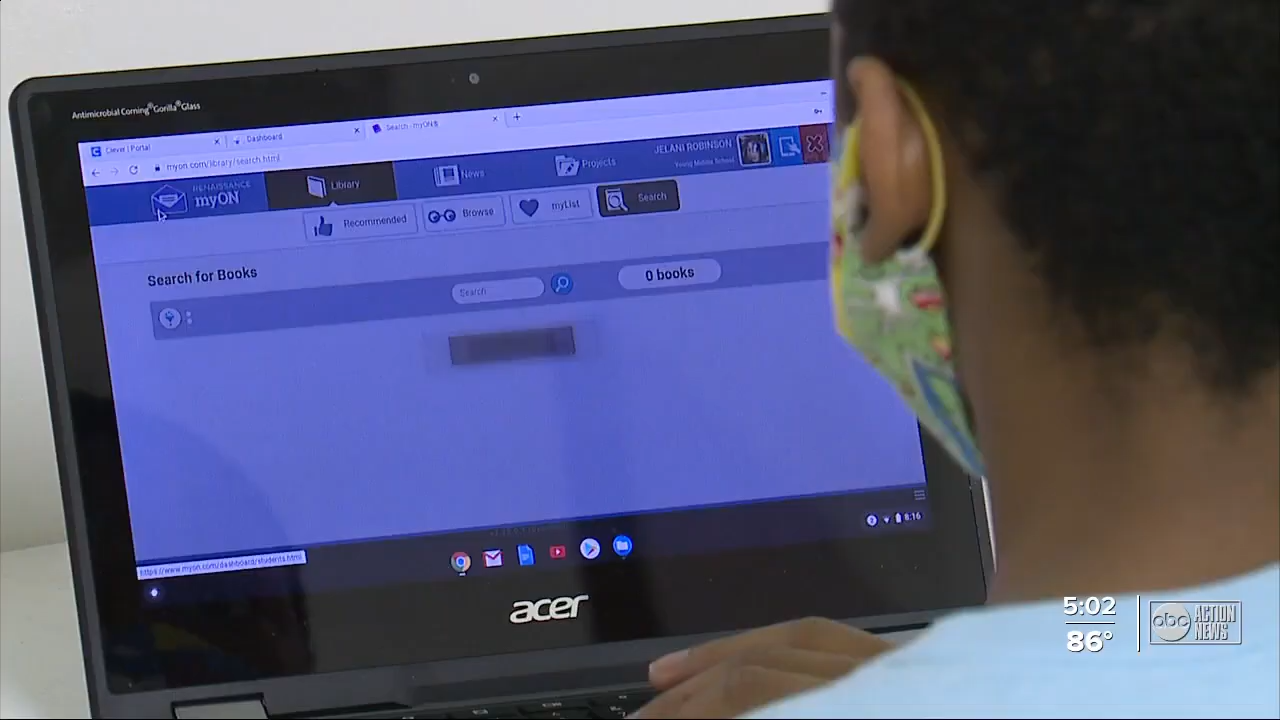 Antimicrobial Corning® Gorilla® Glass
Clever | Portal
Dashboard
Search - myON®
myon.com/library/search.html
RENAISSANCE
myON
Library
News
Projects
JELANI ROBINSON
Young Middle School
Recommended
Browse
myList
Search
Search for Books
Search
0 books
https://www.myon.com/dashboard/students.html
8:16
acer
5:02
86°
abc
ACTION
NEWS